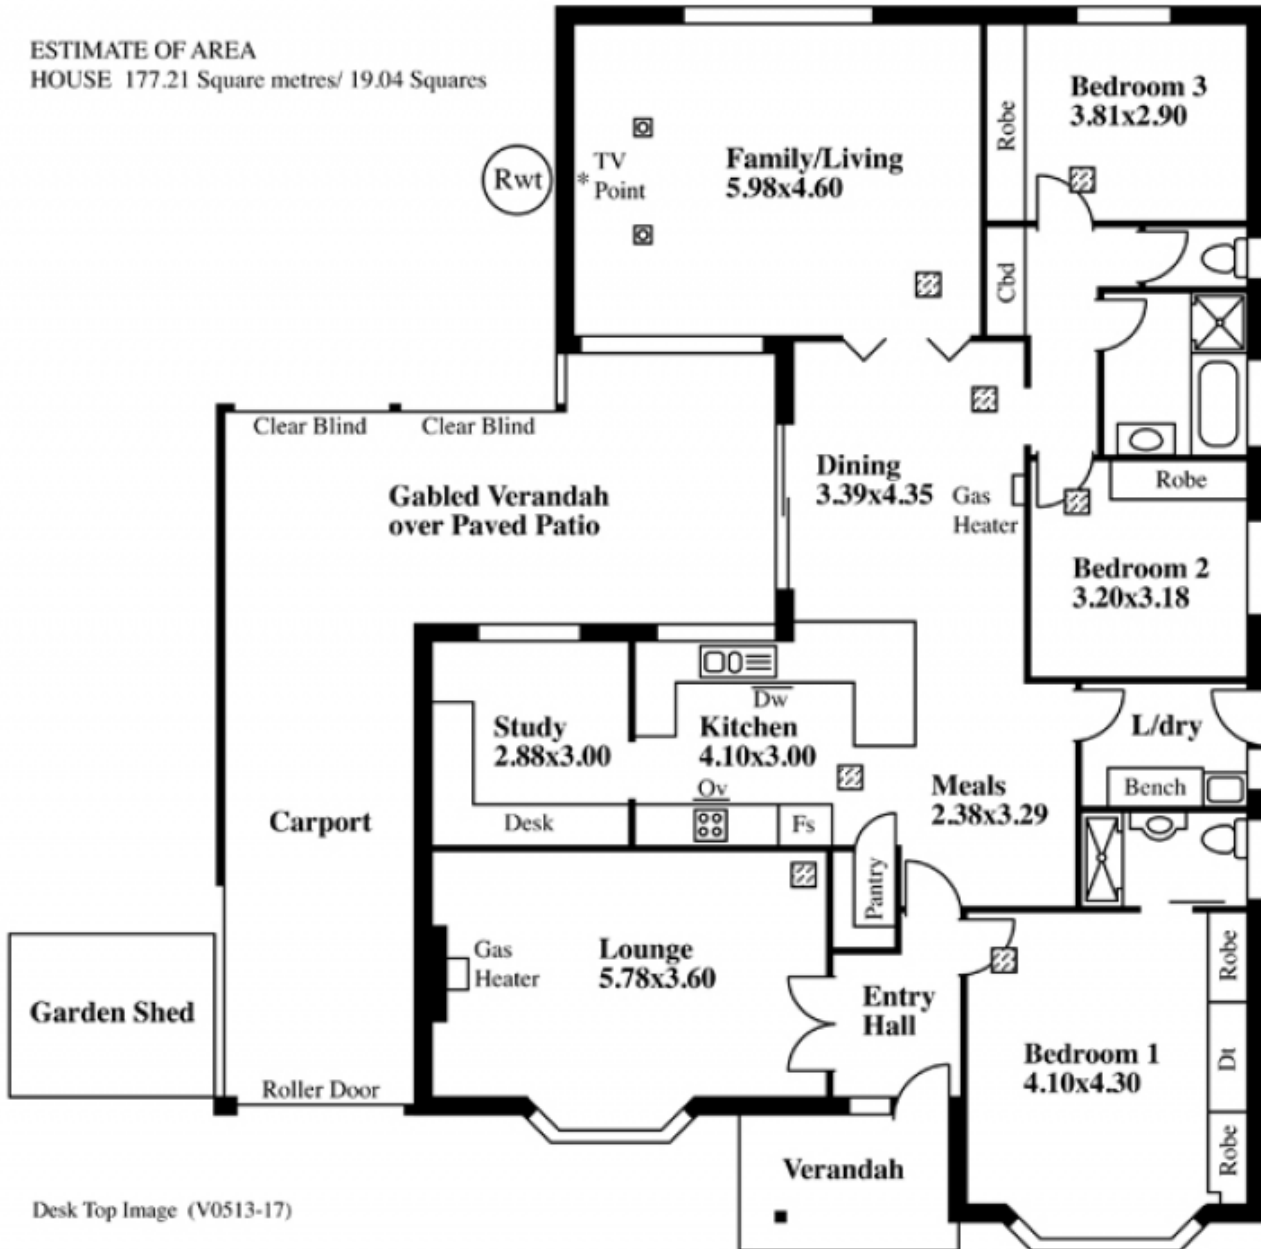 ESTIMATE OF AREA
HOUSE 177.21 Square metres/ 19.04 Squares
Bedroom 3
3.81x2.90
Robe
Family/Living
5.98x4.60
TV
* Point
Rwt
Cbd
Clear Blind
Clear Blind
Dining
3.39x4.35
Gas
Heater
Robe
Gabled Verandah
over Paved Patio
Bedroom 2
3.20x3.18
Dw
Study
2.88x3.00
Kitchen
4.10x3.00
L/dry
Ov
Meals
2.38x3.29
Bench
Carport
Desk
Fs
Pantry
Gas
Heater
Lounge
5.78x3.60
Robe
Garden Shed
Entry
Hall
Bedroom 1
4.10x4.30
Dt
Roller Door
Robe
Verandah
Desk Top Image (V0513-17)